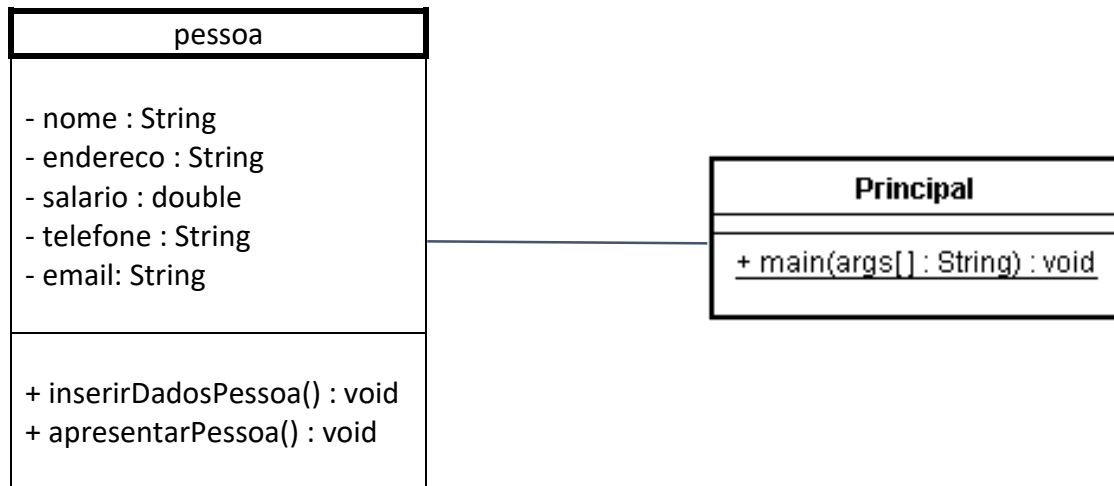 pessoa
- nome : String
- endereco : String
- salario : double
- telefone : String
- email: String
+ inserirDadosPessoa() : void
+ apresentarPessoa() : void
Principal
+ main(args[] : String) : void